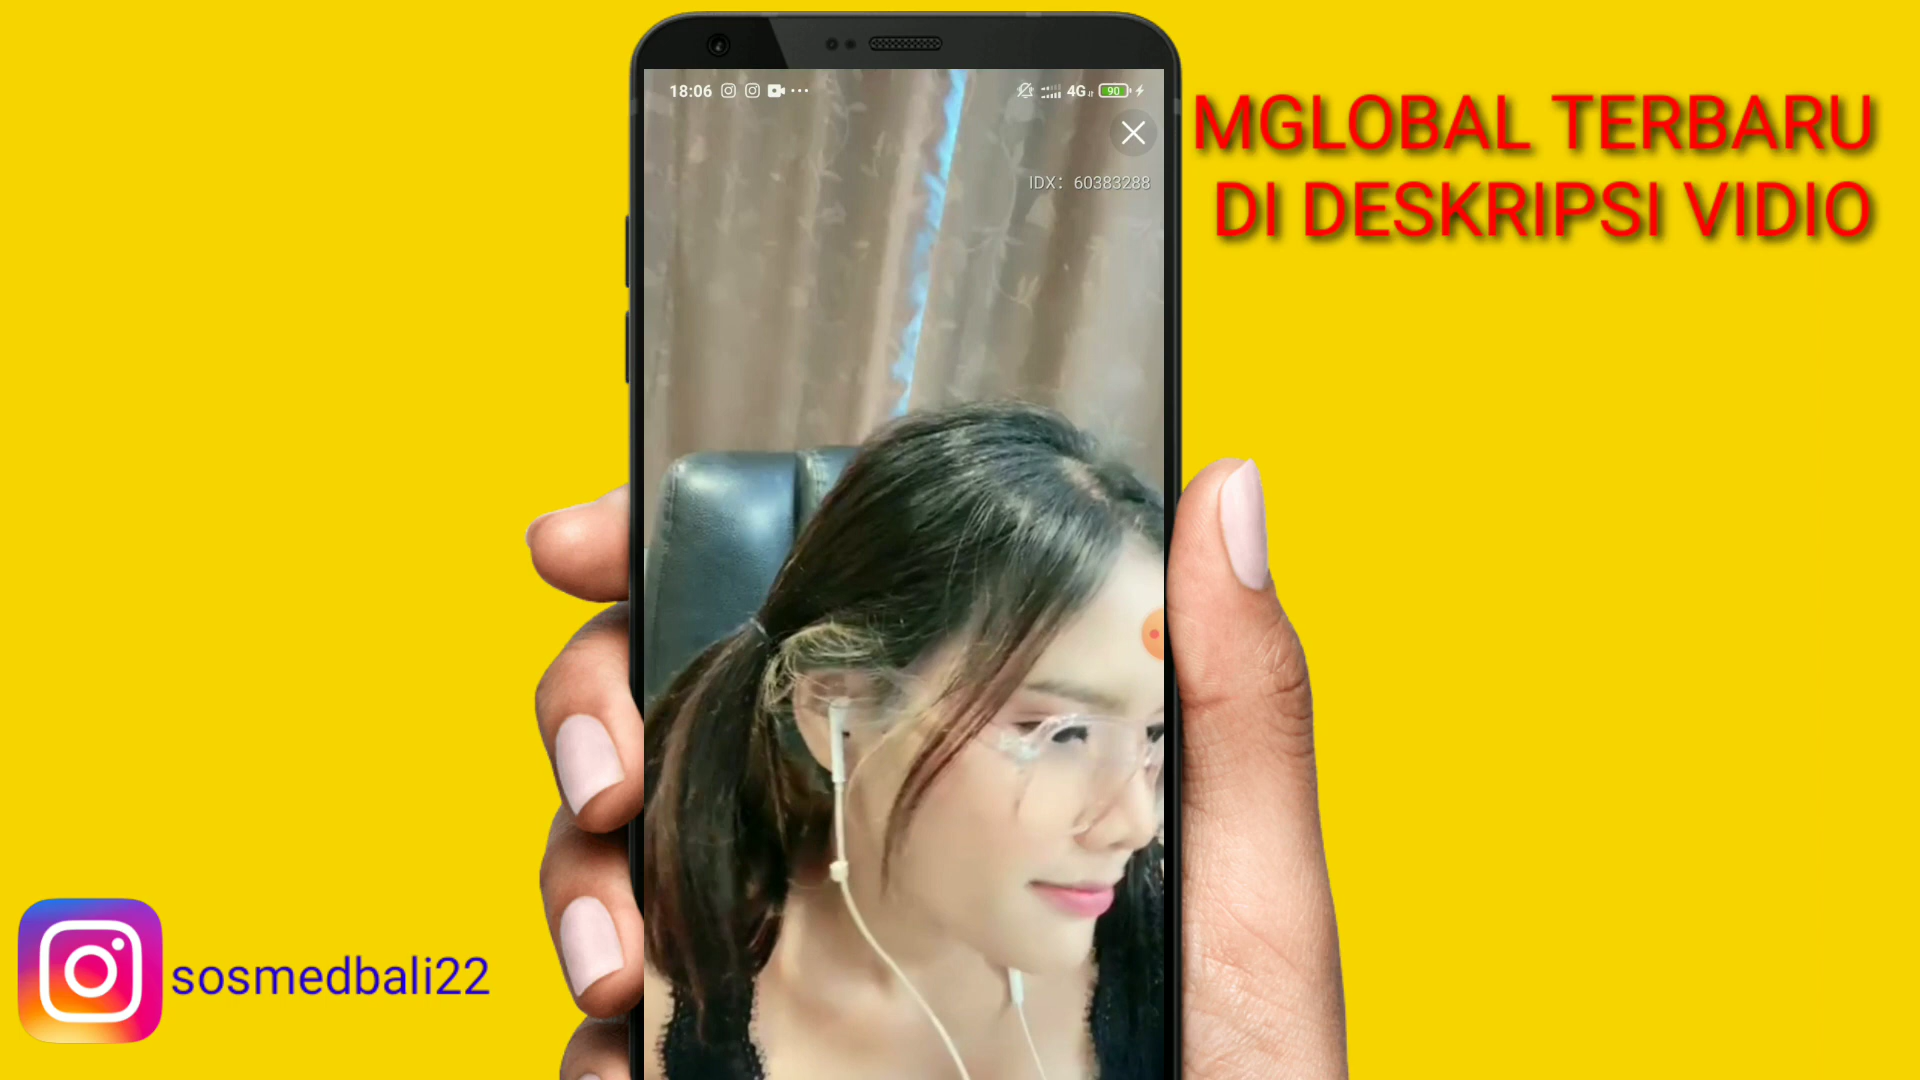 18:06
4G
90
IDX: 60383288
MGLOBAL TERBARU
DI DESKRIPSI VIDIO
sosmedbali22